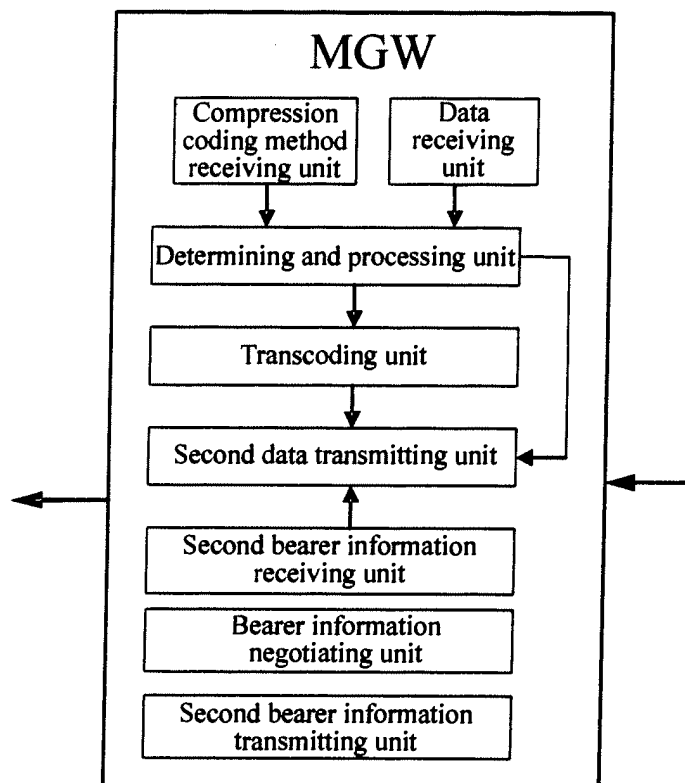 MGW
Compression
coding method
receiving unit
Data
receiving
unit
Determining and processing unit
Transcoding unit
Second data transmitting unit
Second bearer information
receiving unit
Bearer information
negotiating unit
Second bearer information
transmitting unit